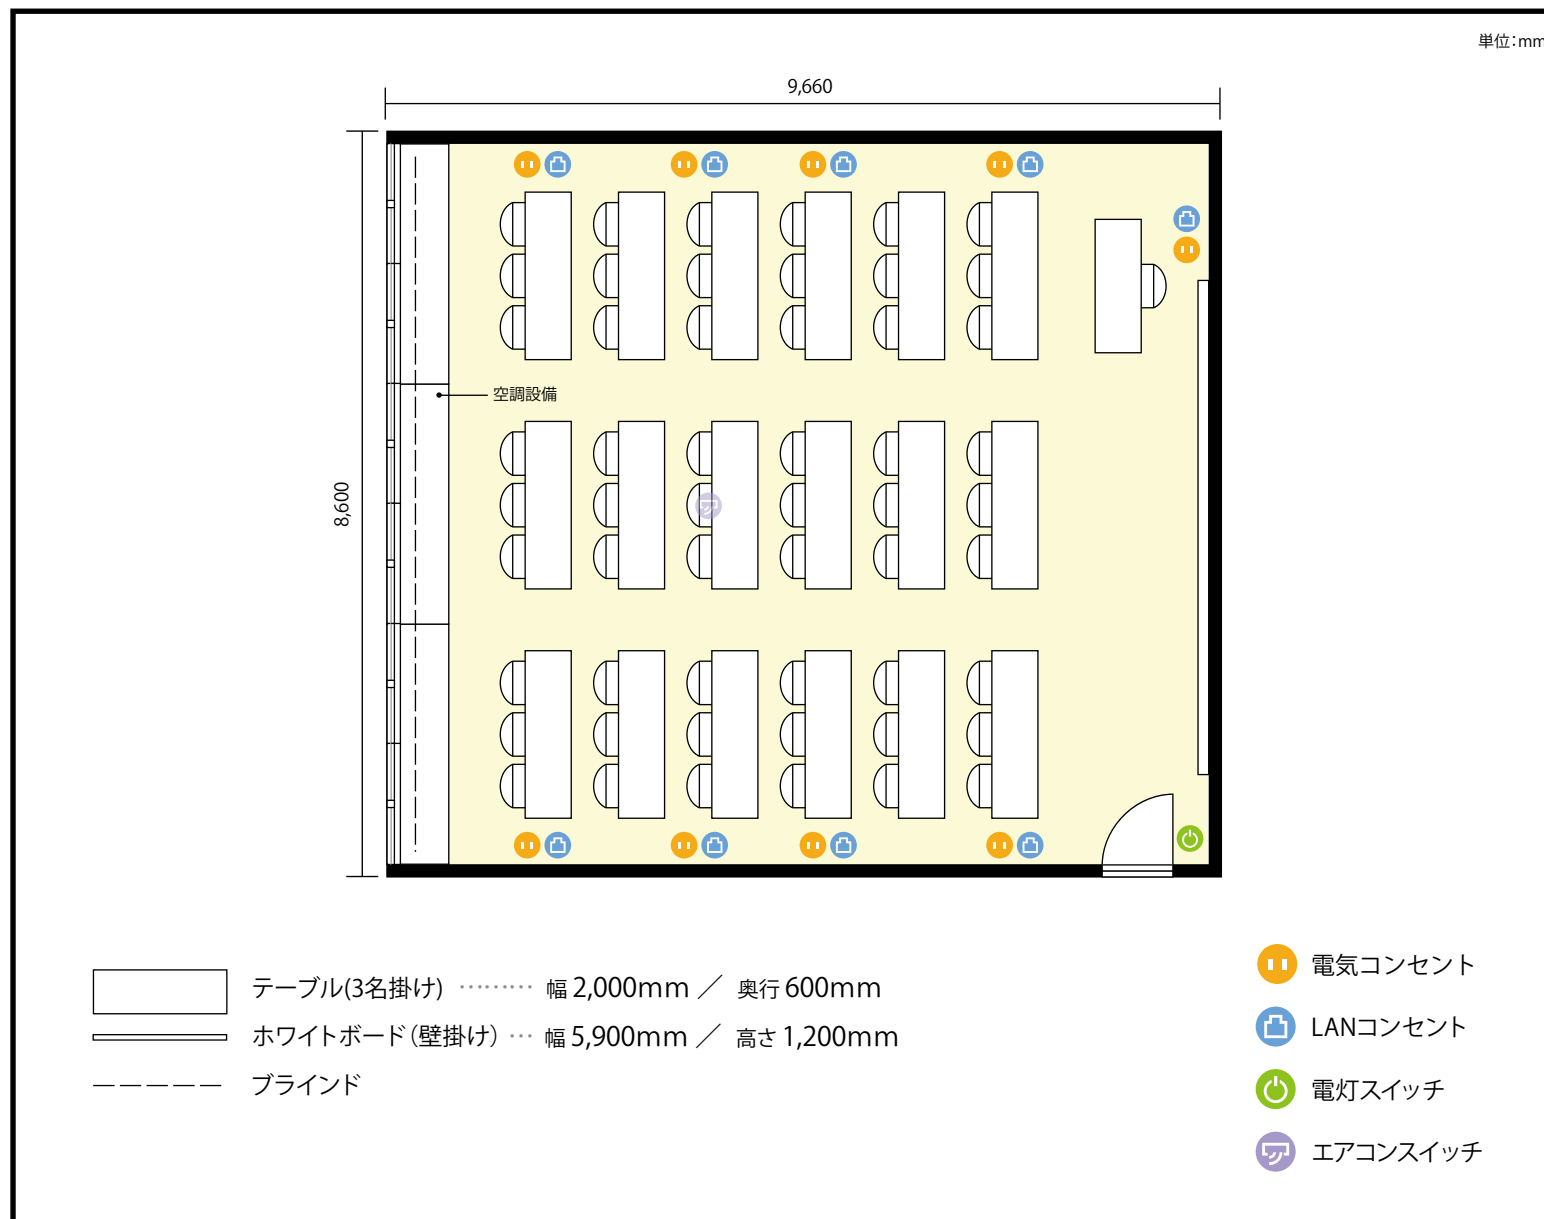 単位：mm
9,660
空調設備
8,600
テーブル(3名掛け) ……… 幅 2,000mm ／ 奥行 600mm
ホワイトボード（壁掛け） … 幅 5,900mm ／ 高さ 1,200mm
ブラインド
電気コンセント
LANコンセント
電灯スイッチ
エアコンスイッチ